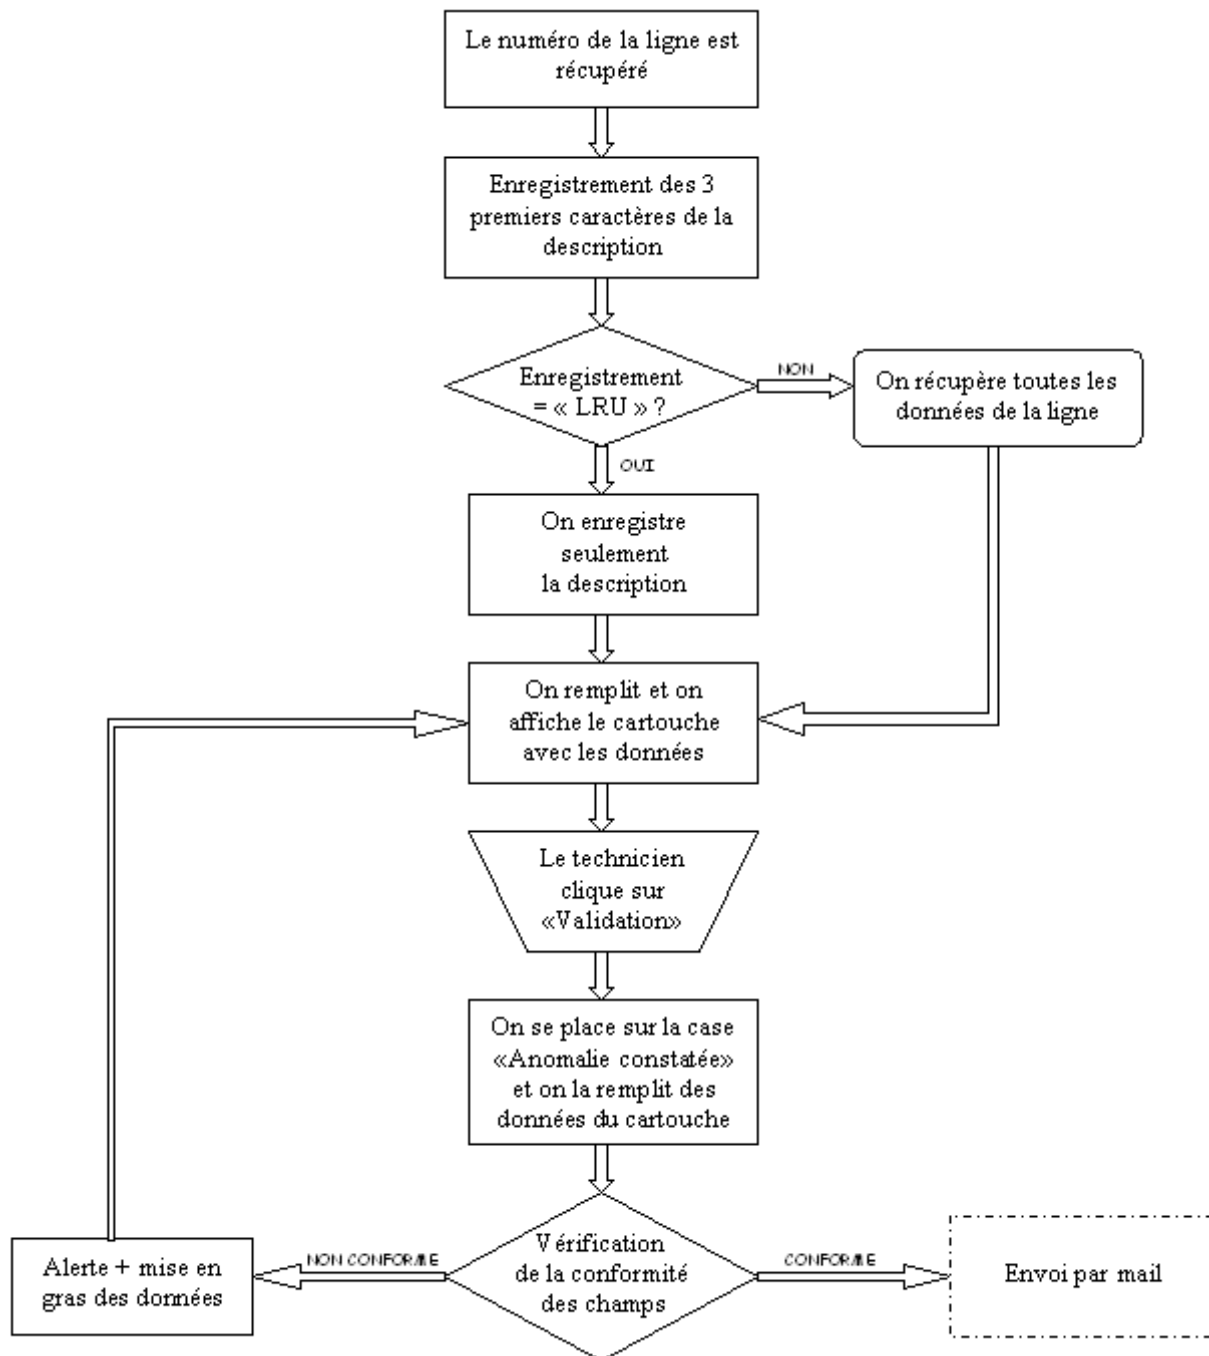 Le numéro de la ligne est
récupéré
Enregistrement des 3
premiers caractères de la
description
Enregistrement
= « LRU » ?
NON
On récupère toutes les
données de la ligne
OUI
On enregistre
seulement
la description
On remplit et on
affiche le cartouche
avec les données
Le technicien
clique sur
«Validation»
On se place sur la case
«Anomalie constatée»
et on la remplit des
données du cartouche
Vérification
de la conformité
des champs
NON CONFORME
Alerte + mise en
gras des données
CONFORME
Envoi par mail